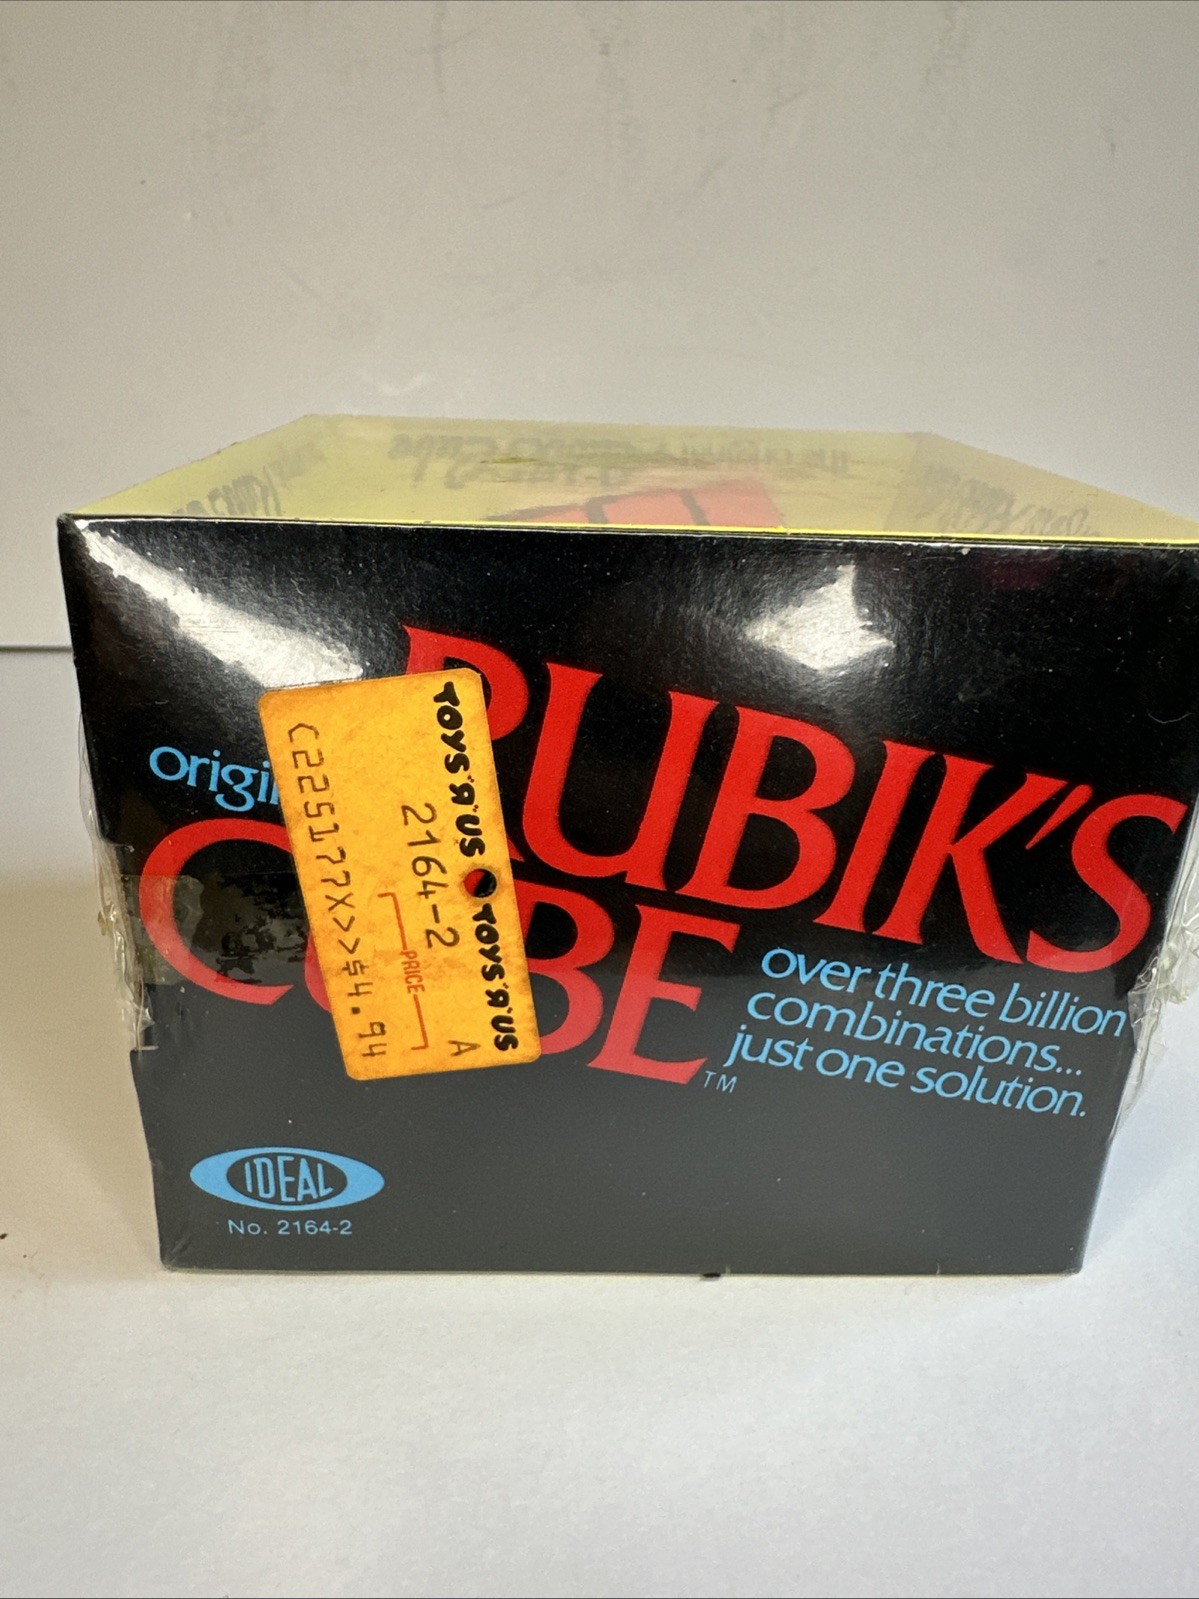 RUBIK'S
CUBE
TM
over three billion
combinations...
just one solution.
IDEAL
No. 2164-2
TOYS Я US TOYS Я US
2164-2 A
PRICE
(225177X>>$4.94